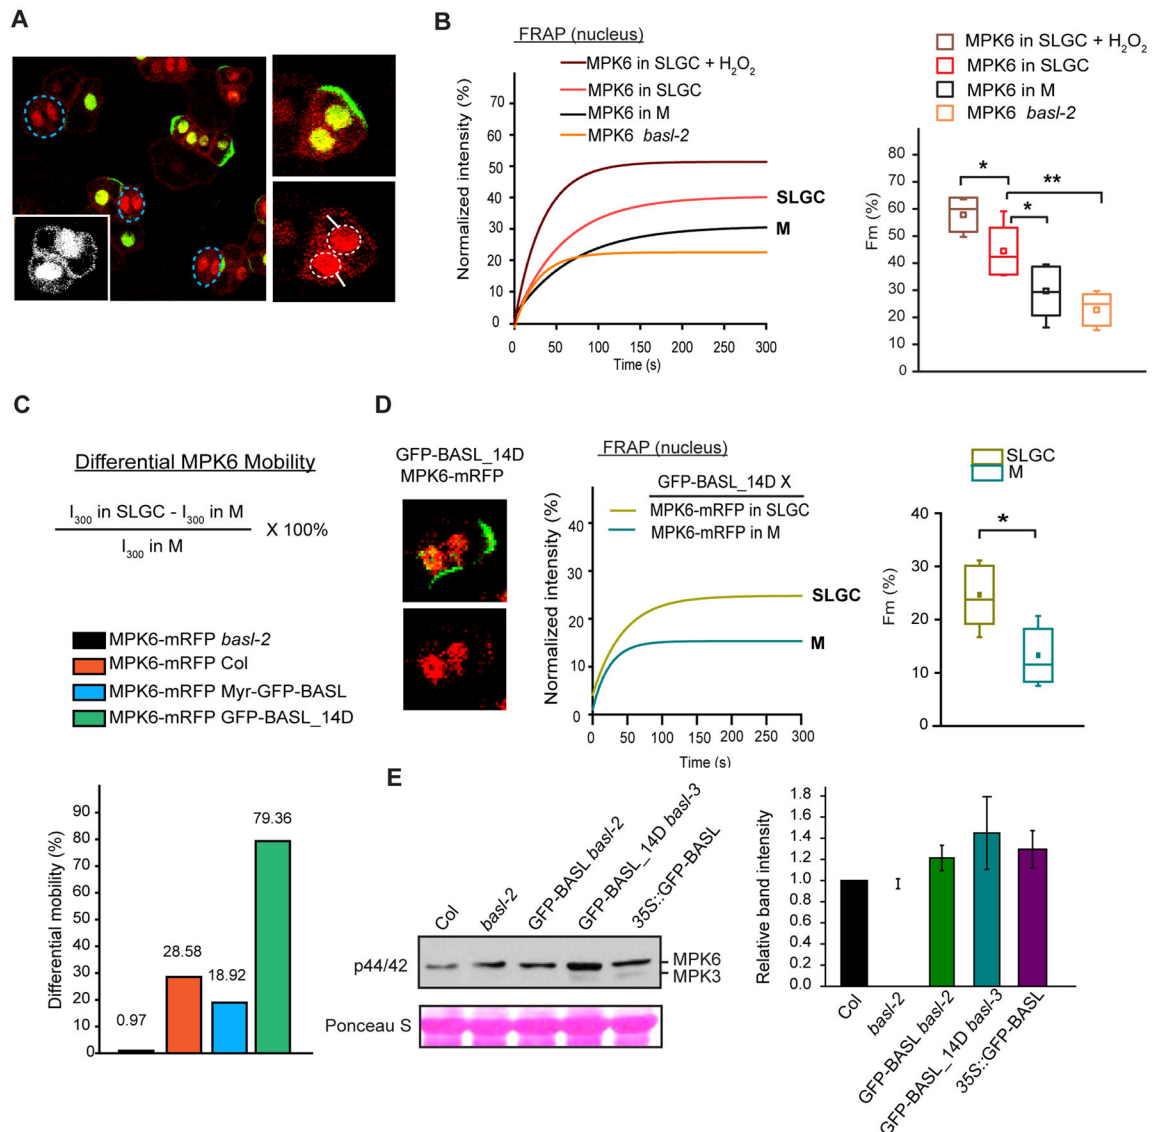 A
B
FRAP (nucleus)
MPK6 in SLGC + H2O2
MPK6 in SLGC
MPK6 in M
MPK6 basl-2
Normalized intensity (%)
70
60
50
40
30
20
10
0
SLGC
M
0 50 100 150 200 250 300
Time (s)
MPK6 in SLGC + H2O2
MPK6 in SLGC
MPK6 in M
MPK6 basl-2
Fm (%)
80
70
60
50
40
30
20
10
0
*
**
*
C
Differential MPK6 Mobility
I300 in SLGC - I300 in M
X 100%
I300 in M
MPK6-mRFP basl-2
MPK6-mRFP Col
MPK6-mRFP Myr-GFP-BASL
MPK6-mRFP GFP-BASL_14D
Differential mobility (%)
90
80
70
60
50
40
30
20
10
0
0.97
28.58
18.92
79.36
D
GFP-BASL_14D
MPK6-mRFP
FRAP (nucleus)
GFP-BASL_14D X
MPK6-mRFP in SLGC
MPK6-mRFP in M
Normalized intensity (%)
40
30
20
10
0
SLGC
M
0 50 100 150 200 250 300
Time (s)
SLGC
M
Fm (%)
40
30
20
10
0
*
E
Col
basl-2
GFP-BASL basl-2
GFP-BASL_14D basl-3
35S::GFP-BASL
p44/42
MPK6
MPK3
Ponceau S
Relative band intensity
1.8
1.6
1.4
1.2
1.0
0.8
0.6
0.4
0.2
0.0
Col
basl-2
GFP-BASL basl-2
GFP-BASL_14D basl-3
35S::GFP-BASL